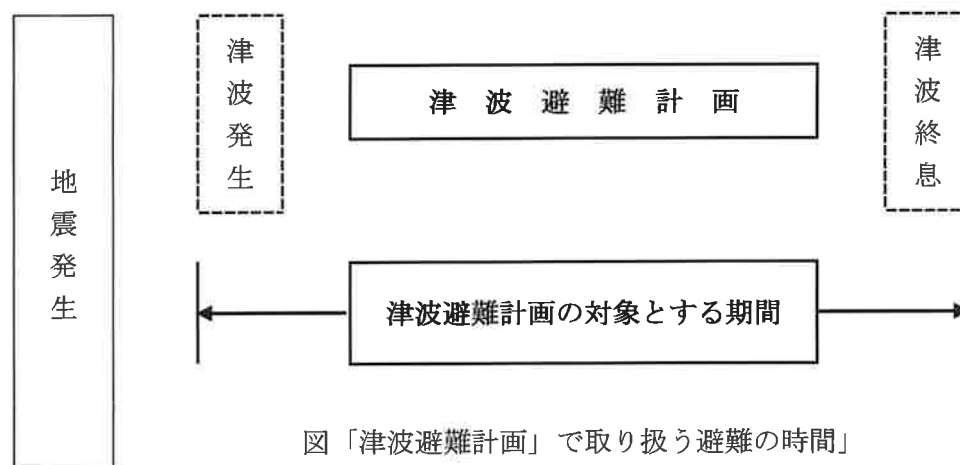 地震発生
津波発生
津波避難計画
津波終息
津波避難計画の対象とする期間
図「津波避難計画」で取り扱う避難の時間」